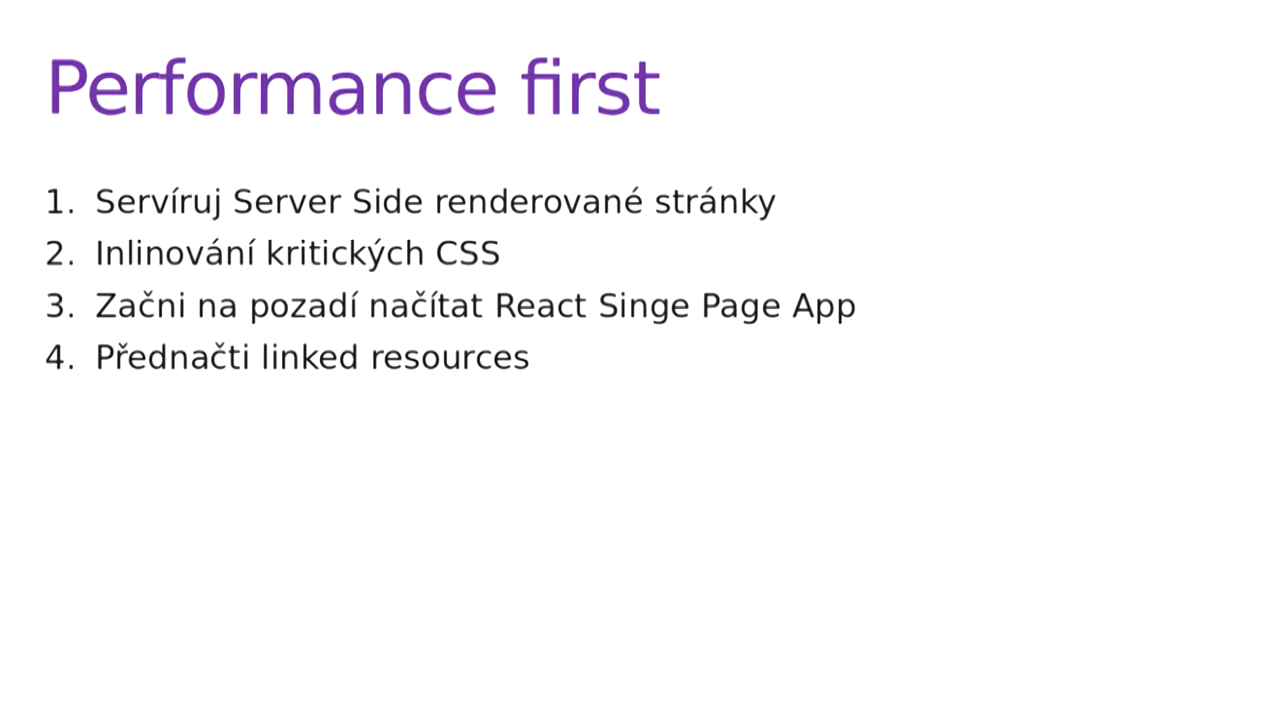 Performance first
1. Servíruj Server Side renderované stránky
2. Inlinování kritických CSS
3. Začni na pozadí načítat React Singe Page App
4. Přednačti linked resources